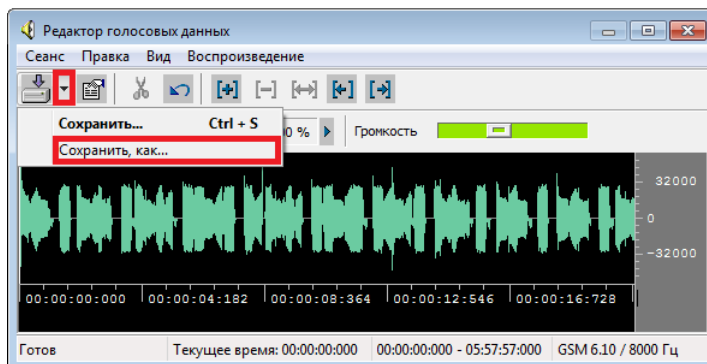 Редактор голосовых данных
Сеанс Правка Вид Воспроизведение
Сохранить... Ctrl + S
0 % Громкость
Сохранить, как...
32000
0
-32000
00:00:00:000 00:00:04:182 00:00:08:364 00:00:12:546 00:00:16:728
Готов Текущее время: 00:00:00:000 00:00:00:000 - 05:57:57:000 GSM 6.10 / 8000 Гц